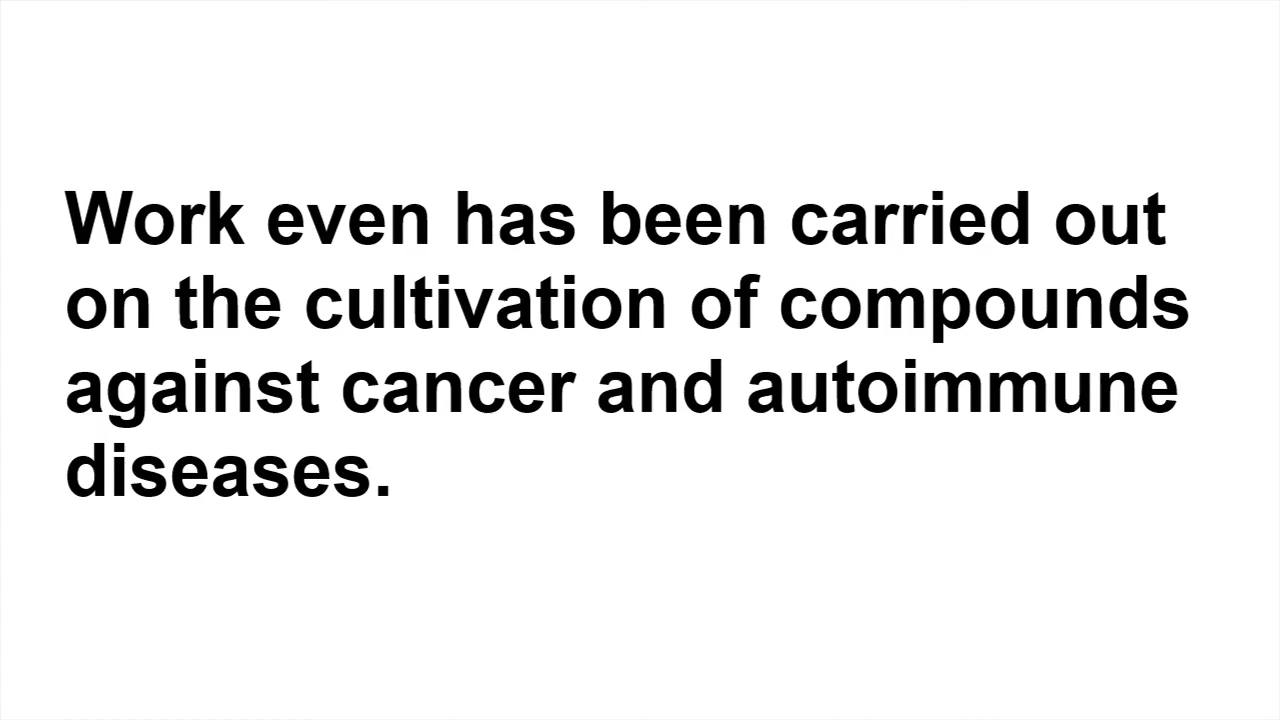 Work even has been carried out
on the cultivation of compounds
against cancer and autoimmune
diseases.